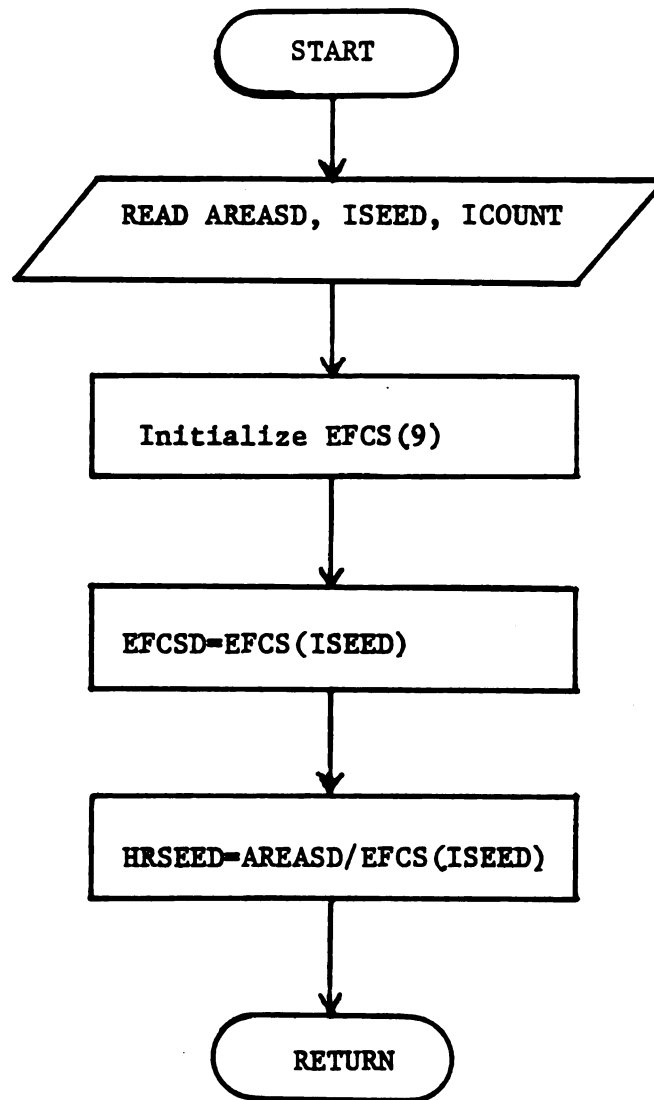 START
READ AREASD, ISEED, ICOUNT
Initialize EFCS(9)
EFCSD=EFCS(ISEED)
HRSEED=AREASD/EFCS(ISEED)
RETURN